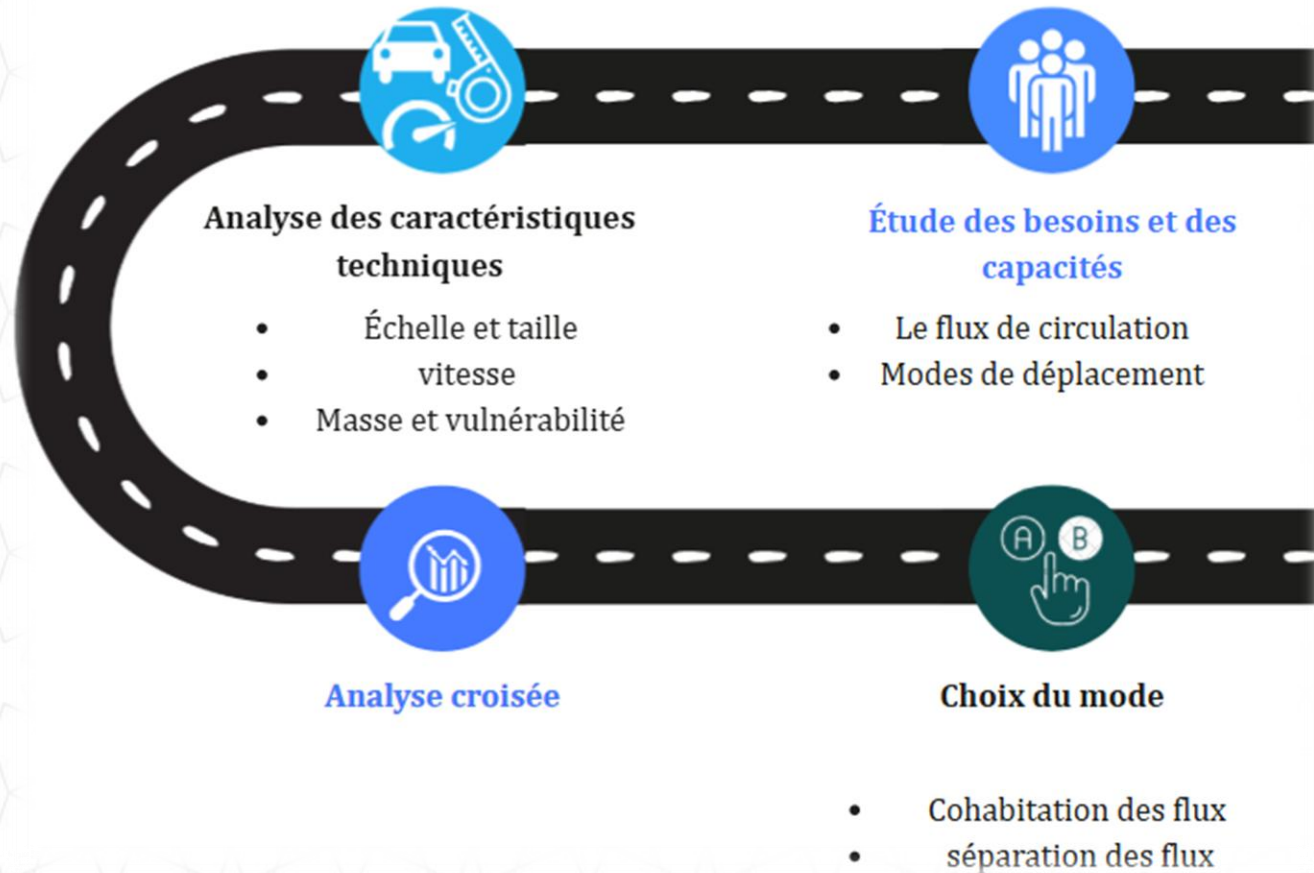 Analyse des caractéristiques
techniques
• Échelle et taille
• vitesse
• Masse et vulnérabilité
Étude des besoins et des
capacités
• Le flux de circulation
• Modes de déplacement
Analyse croisée
A B
Choix du mode
• Cohabitation des flux
• séparation des flux